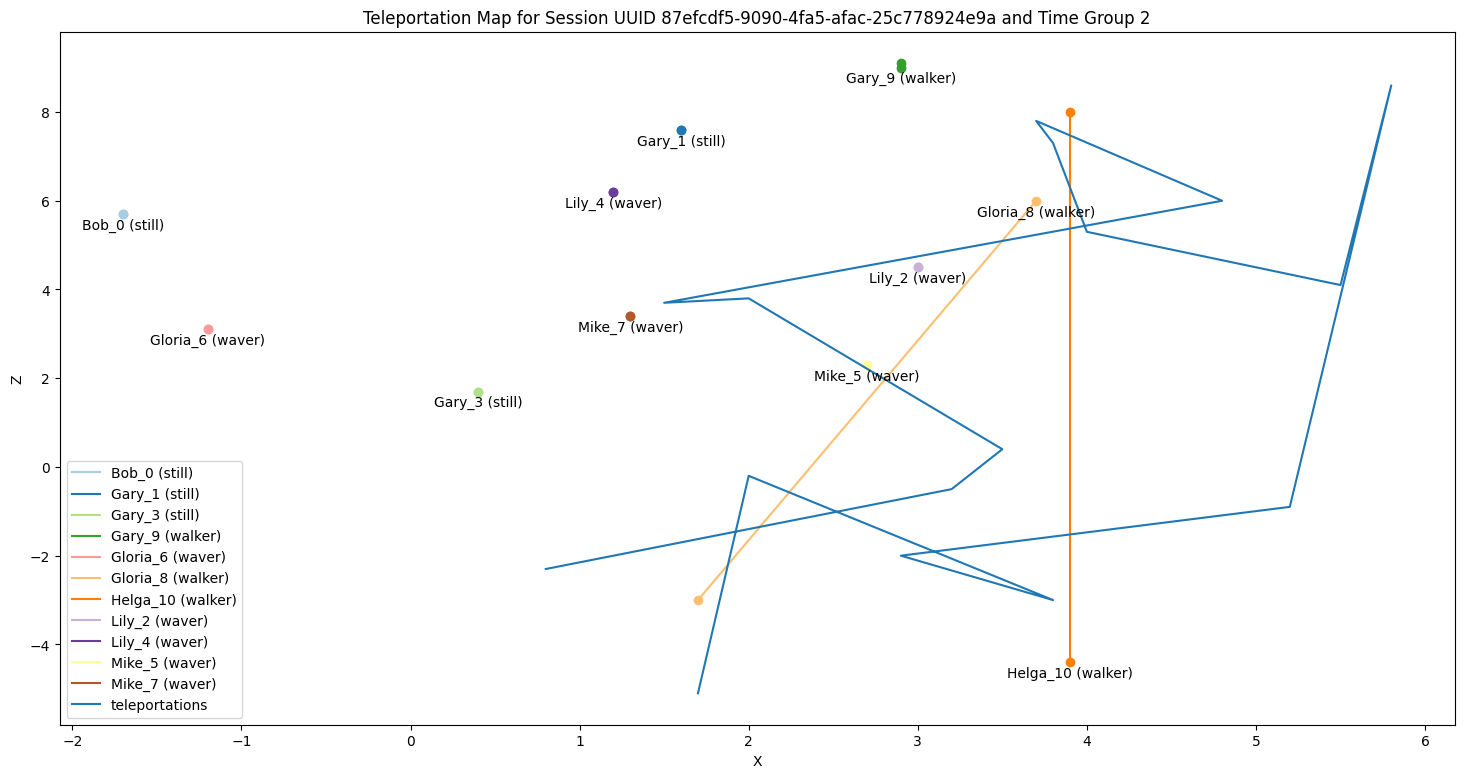 Teleportation Map for Session UUID 87efcdf5-9090-4fa5-afac-25c778924e9a and Time Group 2
Gary_9 (walker)
Gary_1 (still)
Lily_4 (waver)
Bob_0 (still)
Gloria_8 (walker)
Lily_2 (waver)
Mike_7 (waver)
Gloria_6 (waver)
Mike_5 (waver)
Gary_3 (still)
Helga_10 (walker)
Z
8
6
4
2
0
−2
−4
Bob_0 (still)
Gary_1 (still)
Gary_3 (still)
Gary_9 (walker)
Gloria_6 (waver)
Gloria_8 (walker)
Helga_10 (walker)
Lily_2 (waver)
Lily_4 (waver)
Mike_5 (waver)
Mike_7 (waver)
teleportations
−2 −1 0 1 2 3 4 5 6
X